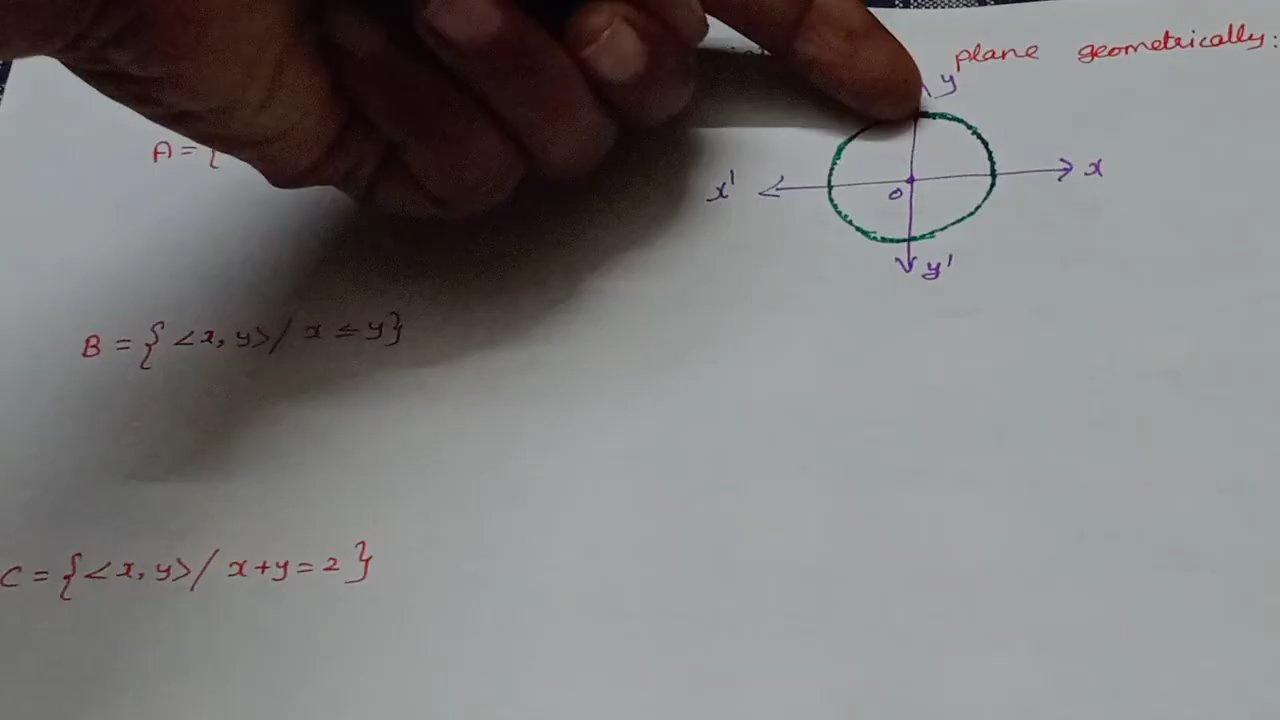 plane geometrically:
y
A = {
x' x
o
y'
B = { <x, y> / x ≤ y}
C = { <x, y> / x + y = 2 }